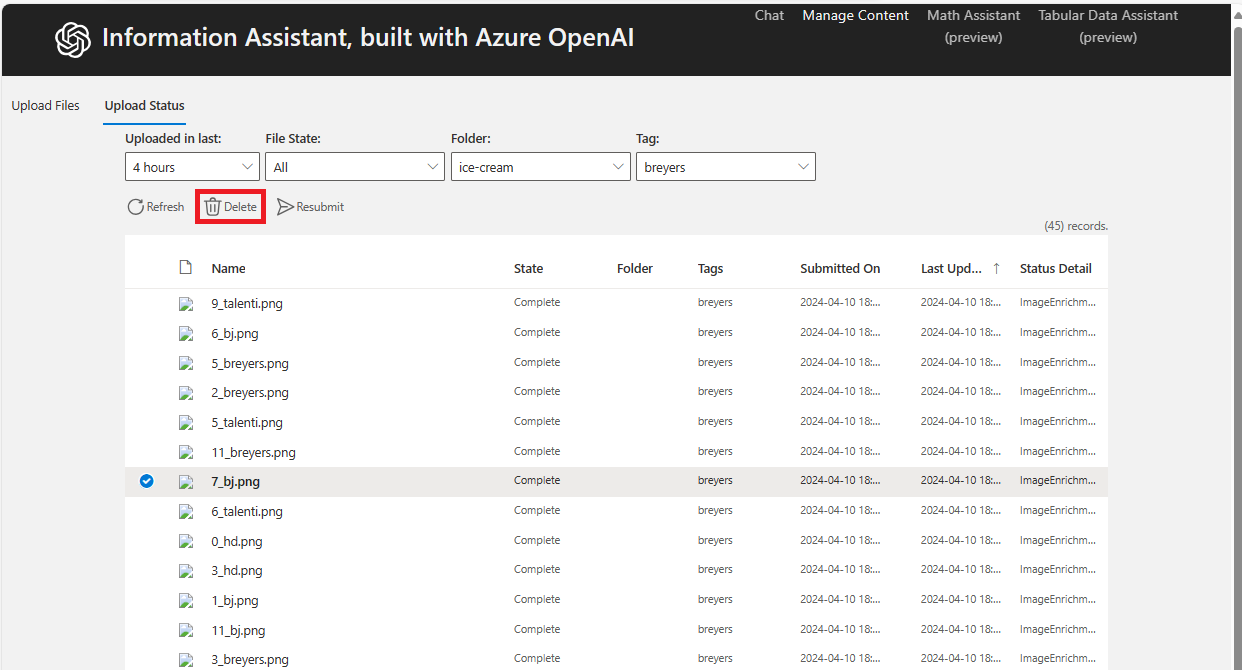 Information Assistant, built with Azure OpenAI
Chat Manage Content Math Assistant (preview) Tabular Data Assistant (preview)
Upload Files Upload Status
Uploaded in last: File State: Folder: Tag:
4 hours All ice-cream breyers
Refresh Delete Resubmit
(45) records.
Name State Folder Tags Submitted On Last Upd... ↑ Status Detail
9_talenti.png Complete breyers 2024-04-10 18:... 2024-04-10 18:... ImageEnrichm...
6_bj.png Complete breyers 2024-04-10 18:... 2024-04-10 18:... ImageEnrichm...
5_breyers.png Complete breyers 2024-04-10 18:... 2024-04-10 18:... ImageEnrichm...
2_breyers.png Complete breyers 2024-04-10 18:... 2024-04-10 18:... ImageEnrichm...
5_talenti.png Complete breyers 2024-04-10 18:... 2024-04-10 18:... ImageEnrichm...
11_breyers.png Complete breyers 2024-04-10 18:... 2024-04-10 18:... ImageEnrichm...
7_bj.png Complete breyers 2024-04-10 18:... 2024-04-10 18:... ImageEnrichm...
6_talenti.png Complete breyers 2024-04-10 18:... 2024-04-10 18:... ImageEnrichm...
0_hd.png Complete breyers 2024-04-10 18:... 2024-04-10 18:... ImageEnrichm...
3_hd.png Complete breyers 2024-04-10 18:... 2024-04-10 18:... ImageEnrichm...
1_bj.png Complete breyers 2024-04-10 18:... 2024-04-10 18:... ImageEnrichm...
11_bj.png Complete breyers 2024-04-10 18:... 2024-04-10 18:... ImageEnrichm...
3_breyers.png Complete breyers 2024-04-10 18:... 2024-04-10 18:... ImageEnrichm...